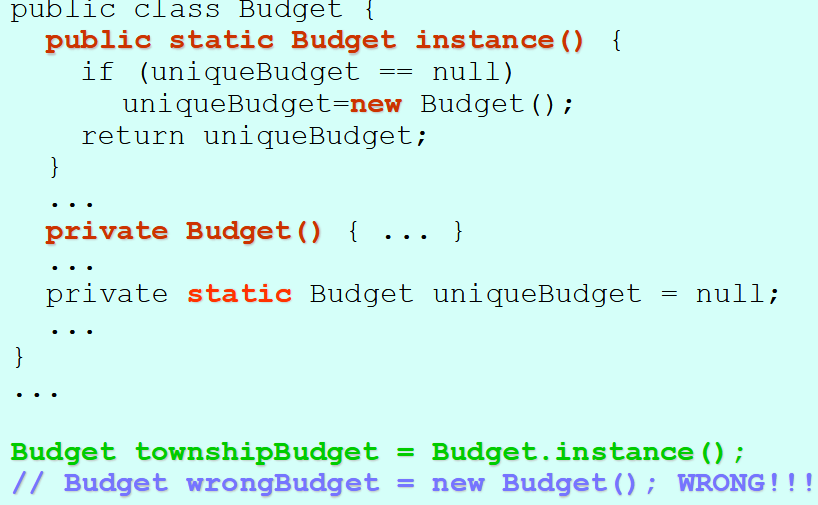 public class Budget {
public static Budget instance() {
if (uniqueBudget == null)
uniqueBudget=new Budget();
return uniqueBudget;
}
...
private Budget() { ... }
...
private static Budget uniqueBudget = null;
...
}
...
Budget townshipBudget = Budget.instance();
// Budget wrongBudget = new Budget(); WRONG!!!